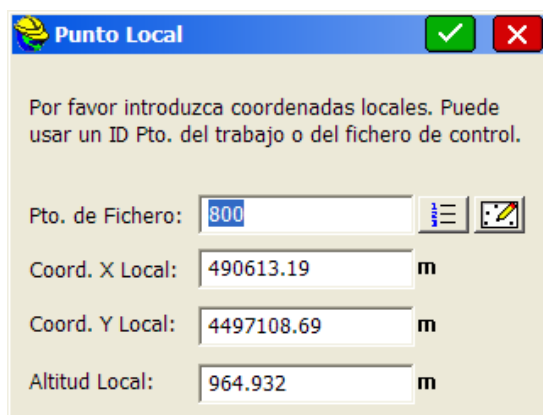 Punto Local
Por favor introduzca coordenadas locales. Puede
usar un ID Pto. del trabajo o del fichero de control.
Pto. de Fichero: 800
Coord. X Local: 490613.19 m
Coord. Y Local: 4497108.69 m
Altitud Local: 964.932 m